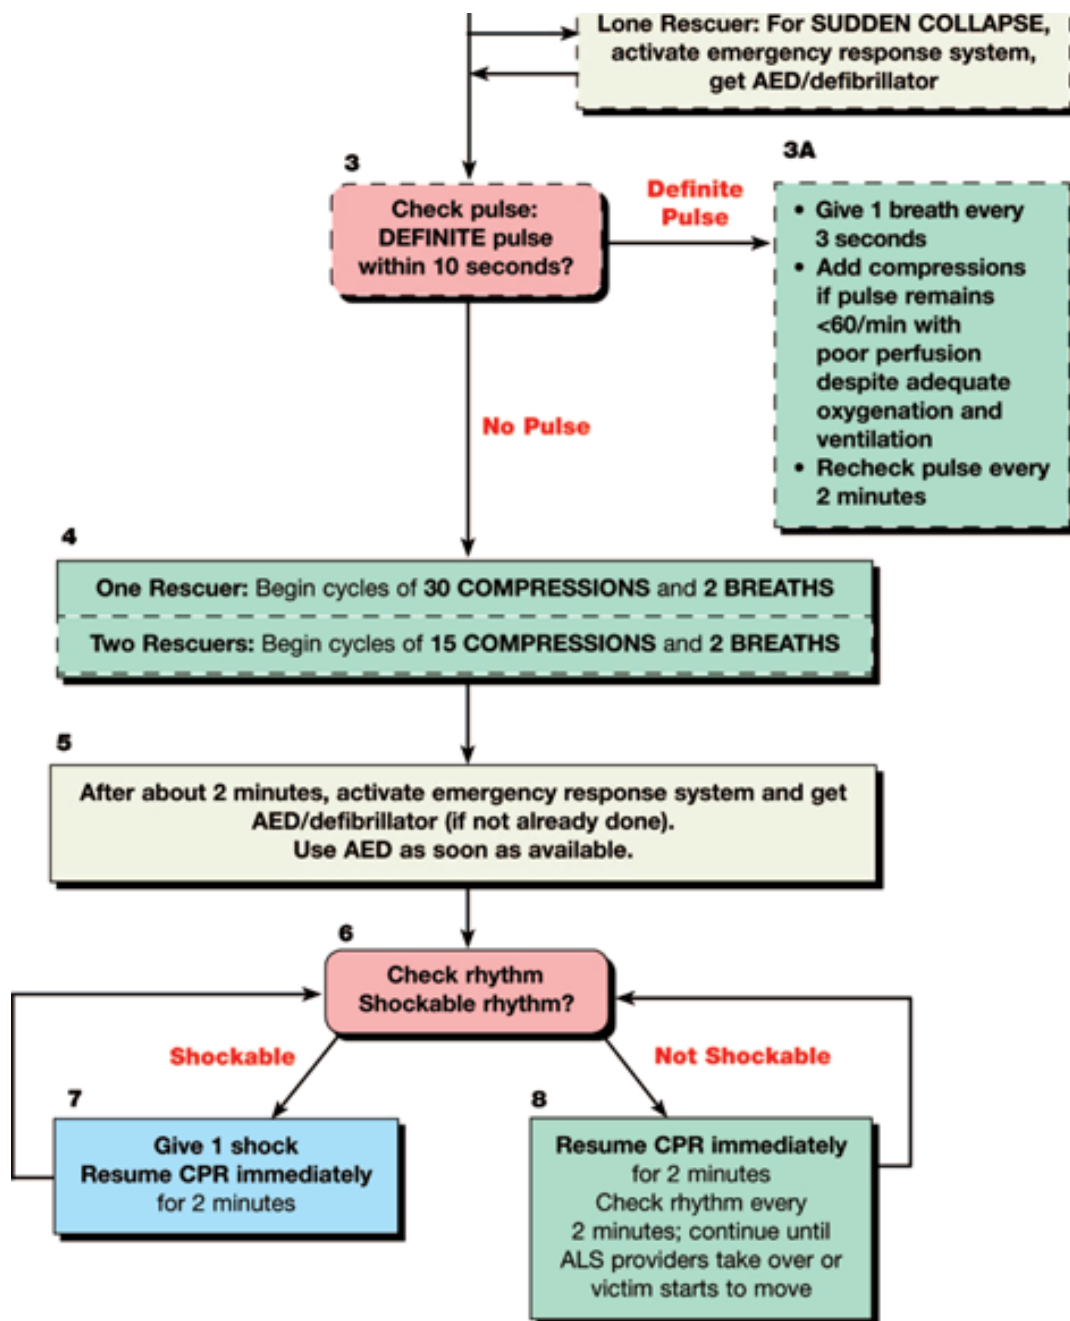 Lone Rescuer: For SUDDEN COLLAPSE,
activate emergency response system,
get AED/defibrillator
3
Check pulse:
DEFINITE pulse
within 10 seconds?
Definite
Pulse
3A
• Give 1 breath every
3 seconds
• Add compressions
if pulse remains
<60/min with
poor perfusion
despite adequate
oxygenation and
ventilation
• Recheck pulse every
2 minutes
No Pulse
4
One Rescuer: Begin cycles of 30 COMPRESSIONS and 2 BREATHS
Two Rescuers: Begin cycles of 15 COMPRESSIONS and 2 BREATHS
5
After about 2 minutes, activate emergency response system and get
AED/defibrillator (if not already done).
Use AED as soon as available.
6
Check rhythm
Shockable rhythm?
Shockable
Not Shockable
7
Give 1 shock
Resume CPR immediately
for 2 minutes
8
Resume CPR immediately
for 2 minutes
Check rhythm every
2 minutes; continue until
ALS providers take over or
victim starts to move